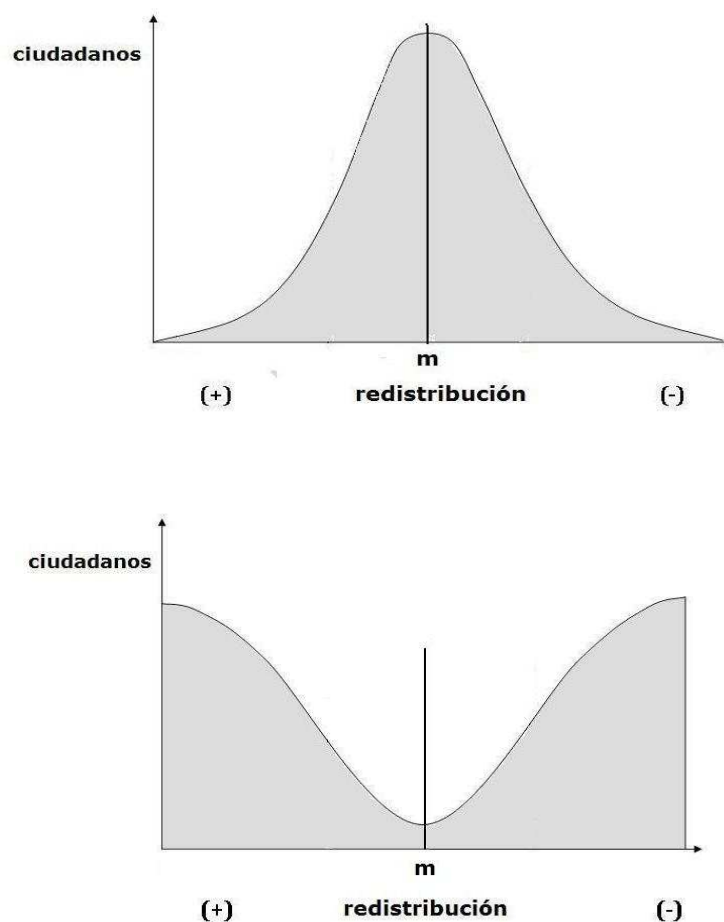 ciudadanos
m
(+) redistribución (-)
ciudadanos
m
(+) redistribución (-)